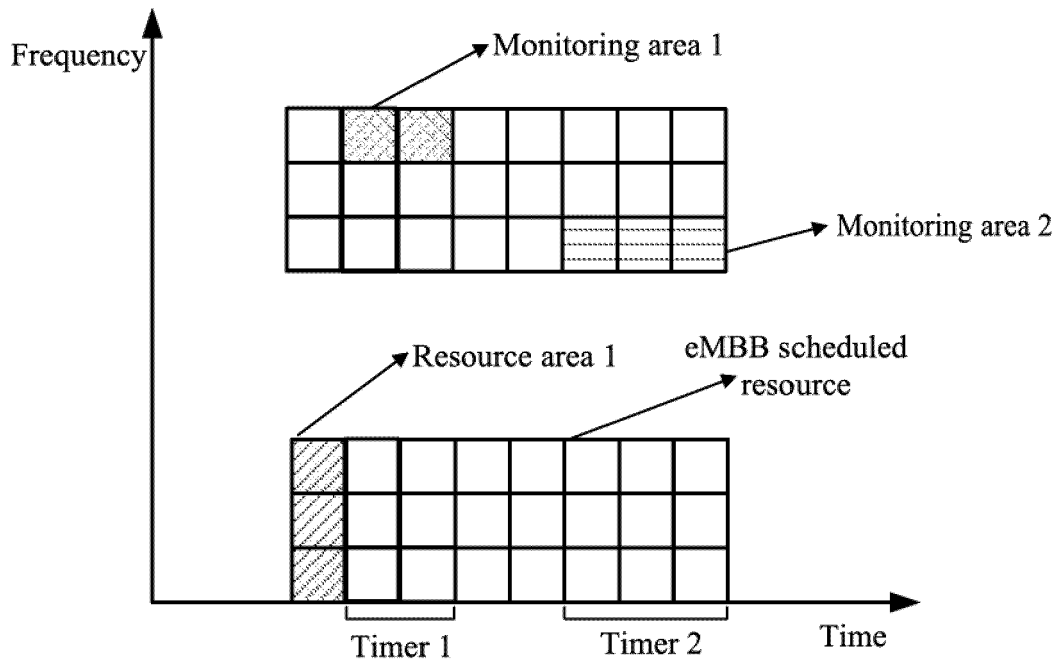 Frequency
Monitoring area 1
Monitoring area 2
Resource area 1
eMBB scheduled
resource
Timer 1
Timer 2
Time